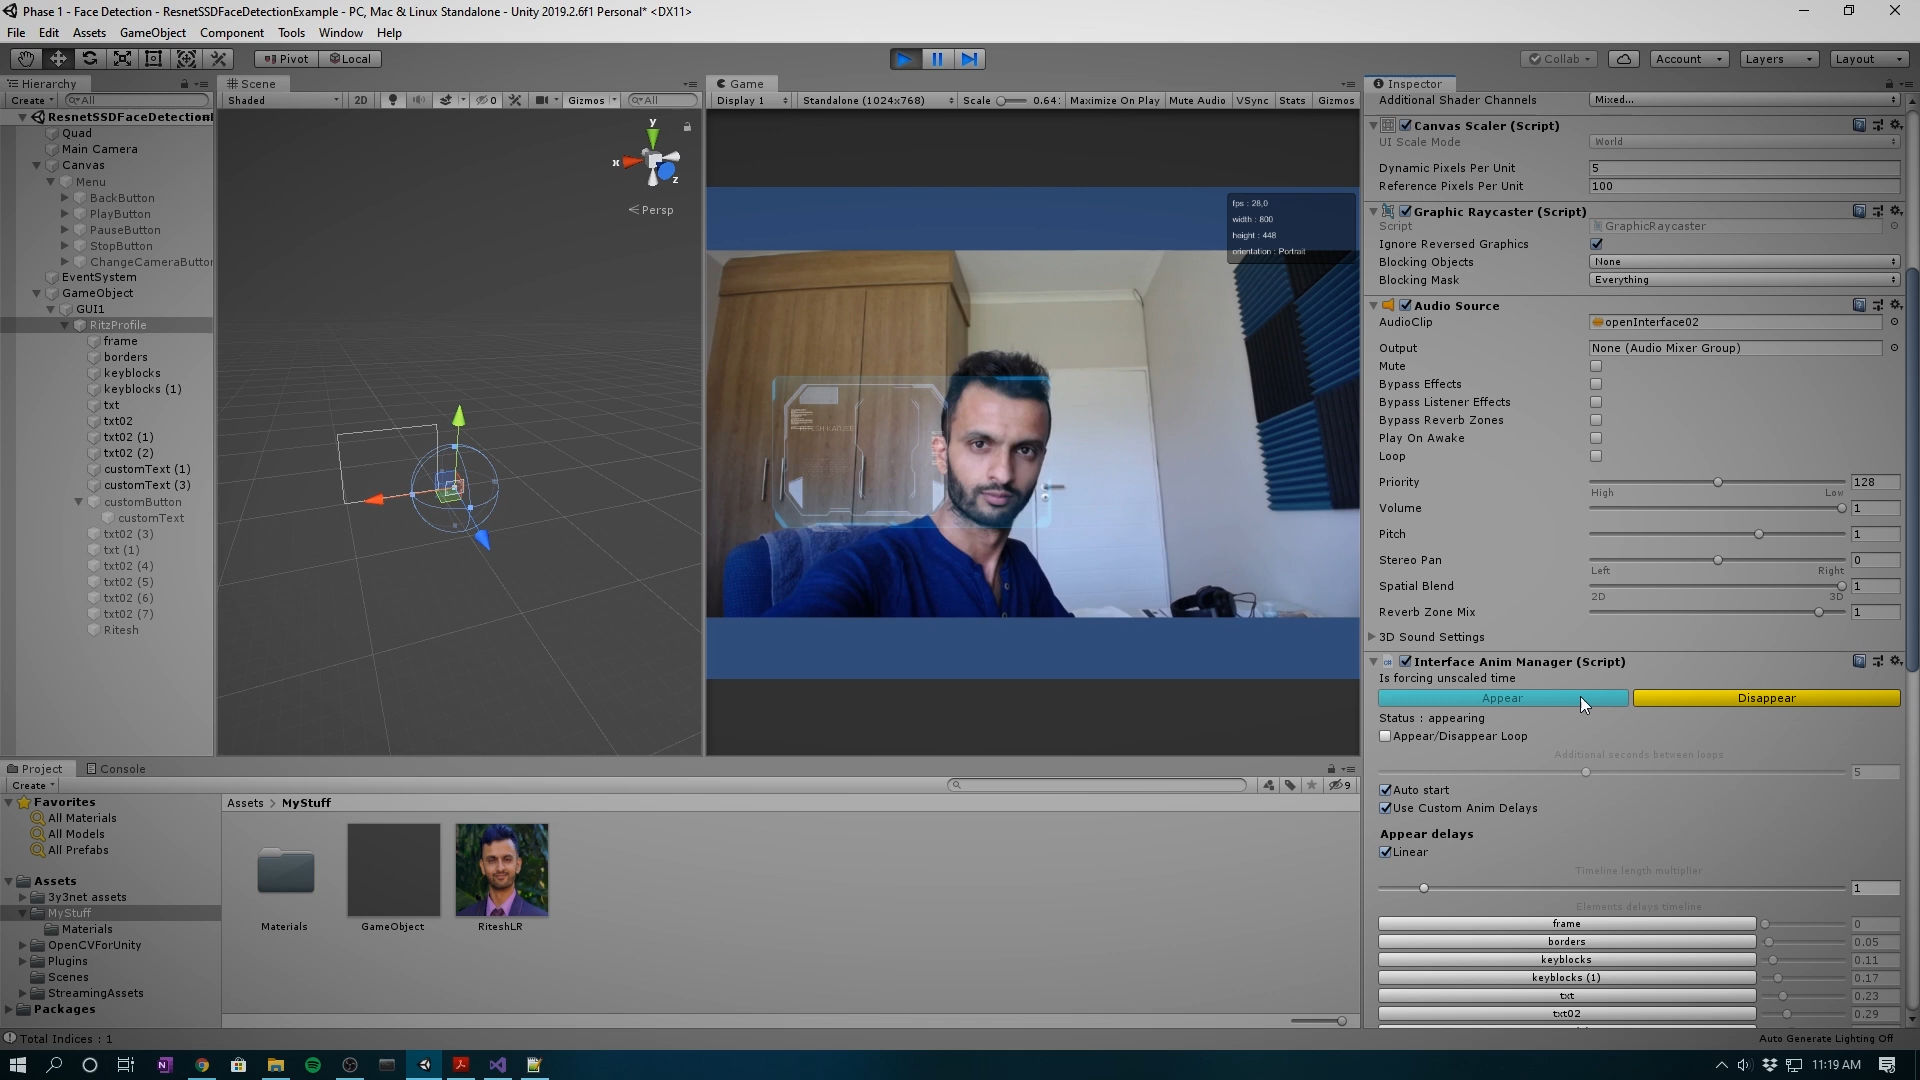 Phase 1 - Face Detection - ResnetSSDFaceDetectionExample - PC, Mac & Linux Standalone - Unity 2019.2.6f1 Personal* <DX11>
File Edit Assets GameObject Component Tools Window Help
Pivot Local Collab Account Layers Layout
Hierarchy
Create All
ResnetSSDFaceDetectionE
Quad
Main Camera
Canvas
Menu
BackButton
PlayButton
PauseButton
StopButton
ChangeCameraButton
EventSystem
GameObject
GUI1
RitzProfile
frame
borders
keyblocks
keyblocks (1)
txt
txt02
txt02 (1)
txt02 (2)
customText (1)
customText (3)
customButton
customText
txt02 (3)
txt (1)
txt02 (4)
txt02 (5)
txt02 (6)
txt02 (7)
Ritesh
Scene
Shaded 2D 0 Gizmos All
y
x
z
Persp
Game
Display 1 Standalone (1024x768) Scale 0.64: Maximize On Play Mute Audio VSync Stats Gizmos
fps : 28,0
width : 800
height : 448
orientation : Portrait
Inspector
Additional Shader Channels Mixed...
Canvas Scaler (Script)
UI Scale Mode World
Dynamic Pixels Per Unit 5
Reference Pixels Per Unit 100
Graphic Raycaster (Script)
Script GraphicRaycaster
Ignore Reversed Graphics
Blocking Objects None
Blocking Mask Everything
Audio Source
AudioClip openInterface02
Output None (Audio Mixer Group)
Mute
Bypass Effects
Bypass Listener Effects
Bypass Reverb Zones
Play On Awake
Loop
Priority 128
High Low
Volume 1
Pitch 1
Stereo Pan 0
Left Right
Spatial Blend 1
2D 3D
Reverb Zone Mix 1
3D Sound Settings
Interface Anim Manager (Script)
Is forcing unscaled time
Appear Disappear
Status : appearing
Appear/Disappear Loop
Additional seconds between loops
5
Auto start
Use Custom Anim Delays
Appear delays
Linear
Timeline length multiplier
1
Elements delays timeline
frame 0
borders 0.05
keyblocks 0.11
keyblocks (1) 0.17
txt 0.23
txt02 0.29
Project Console
Create 9
Favorites
All Materials
All Models
All Prefabs
Assets
3y3net assets
MyStuff
Materials
OpenCVForUnity
Plugins
Scenes
StreamingAssets
Packages
Assets > MyStuff
Materials GameObject RiteshLR
Total Indices : 1
Auto Generate Lighting Off
11:19 AM